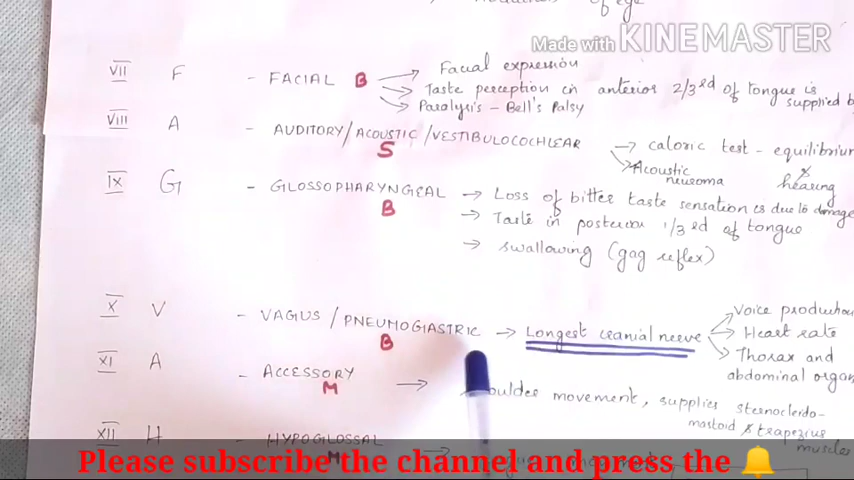 of eye
Made with KINEMASTER
VII F - FACIAL B Facial expression
Taste perception in anterior 2/3rd of tongue is supplied b
Paralysis - Bell's Palsy
VIII A - AUDITORY/ACOUSTIC/VESTIBULOCOCHLEAR S → caloric test - equilibrium & hearing
Acoustic neuroma
IX G - GLOSSOPHARYNGEAL B → Loss of bitter taste sensation is due to damage
→ Taste in posterior 1/3rd of tongue
→ swallowing (gag reflex)
X V - VAGUS / PNEUMOGIASTRIC B → Longest cranial nerve
Voice production
Heart rate
Thorax and abdominal organ
XI A - ACCESSORY M → oulder movement, supplies sternocleido-
mastoid & trapezius muscles
XII H - HYPOGLOSSAL M →
Please subscribe the channel and press the 🔔